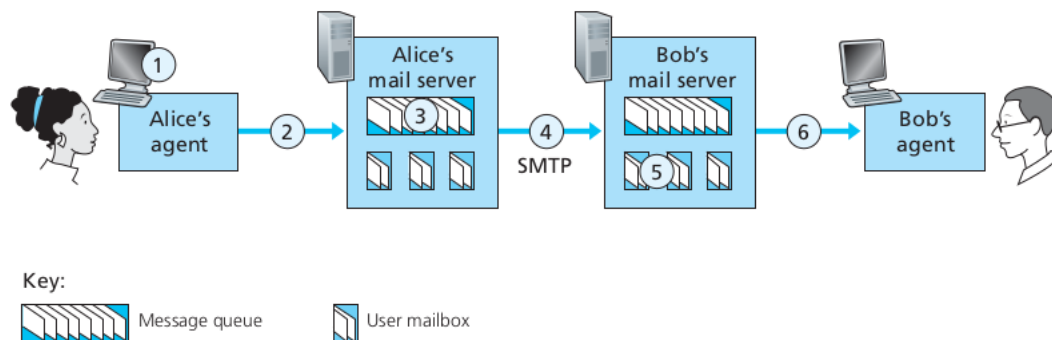 1
Alice's
agent
2
Alice's
mail server
3
4
SMTP
Bob's
mail server
5
6
Bob's
agent
Key:
Message queue
User mailbox